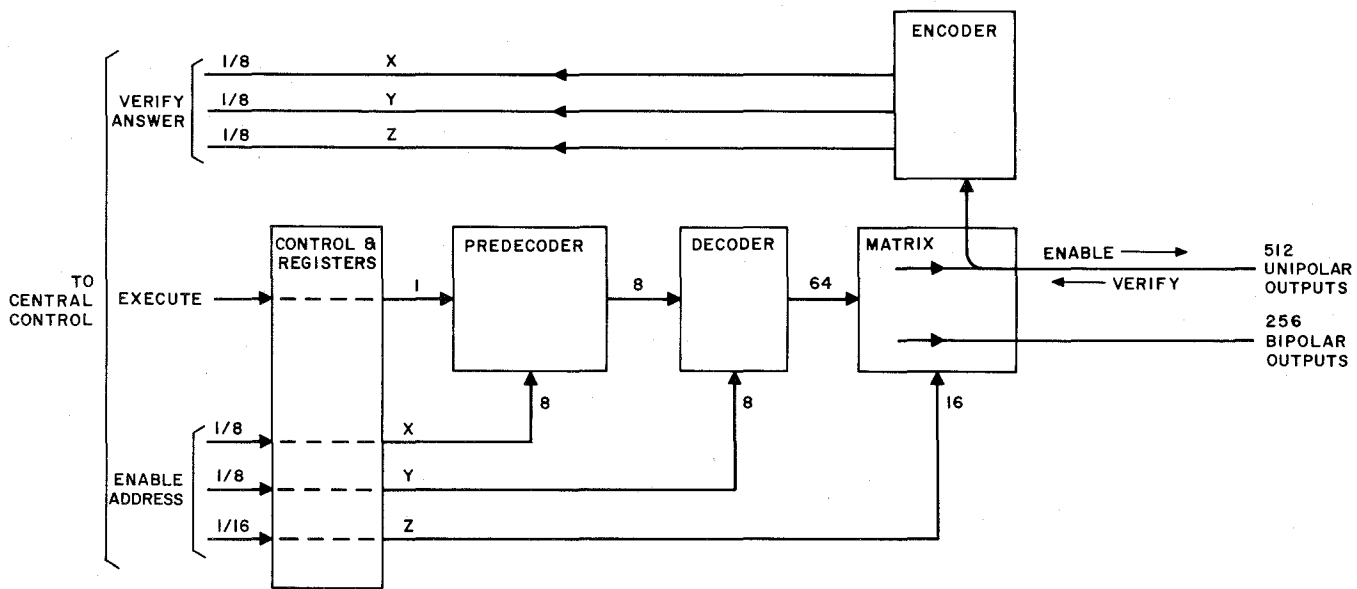 ENCODER
1/8 X
1/8 Y
1/8 Z
VERIFY
ANSWER
TO
CENTRAL
CONTROL
EXECUTE
CONTROL &
REGISTERS
1
PREDECODER
8
DECODER
64
MATRIX
ENABLE
VERIFY
512
UNIPOLAR
OUTPUTS
256
BIPOLAR
OUTPUTS
8
8
16
ENABLE
ADDRESS
1/8 X
1/8 Y
1/16 Z